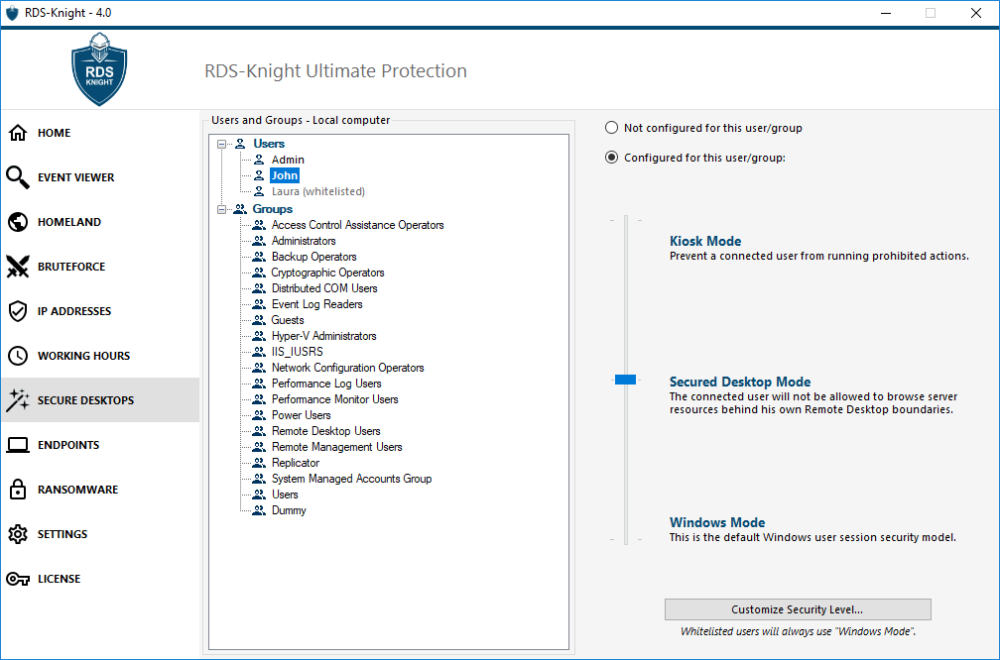 RDS-Knight - 4.0
RDS
KNIGHT
RDS-Knight Ultimate Protection
HOME
EVENT VIEWER
HOMELAND
BRUTEFORCE
IP ADDRESSES
WORKING HOURS
SECURE DESKTOPS
ENDPOINTS
RANSOMWARE
SETTINGS
LICENSE
Users and Groups - Local computer
Users
Admin
John
Laura (whitelisted)
Groups
Access Control Assistance Operators
Administrators
Backup Operators
Cryptographic Operators
Distributed COM Users
Event Log Readers
Guests
Hyper-V Administrators
IIS_IUSRS
Network Configuration Operators
Performance Log Users
Performance Monitor Users
Power Users
Remote Desktop Users
Remote Management Users
Replicator
System Managed Accounts Group
Users
Dummy
Not configured for this user/group
Configured for this user/group:
Kiosk Mode
Prevent a connected user from running prohibited actions.
Secured Desktop Mode
The connected user will not be allowed to browse server
resources behind his own Remote Desktop boundaries.
Windows Mode
This is the default Windows user session security model.
Customize Security Level...
Whitelisted users will always use "Windows Mode".